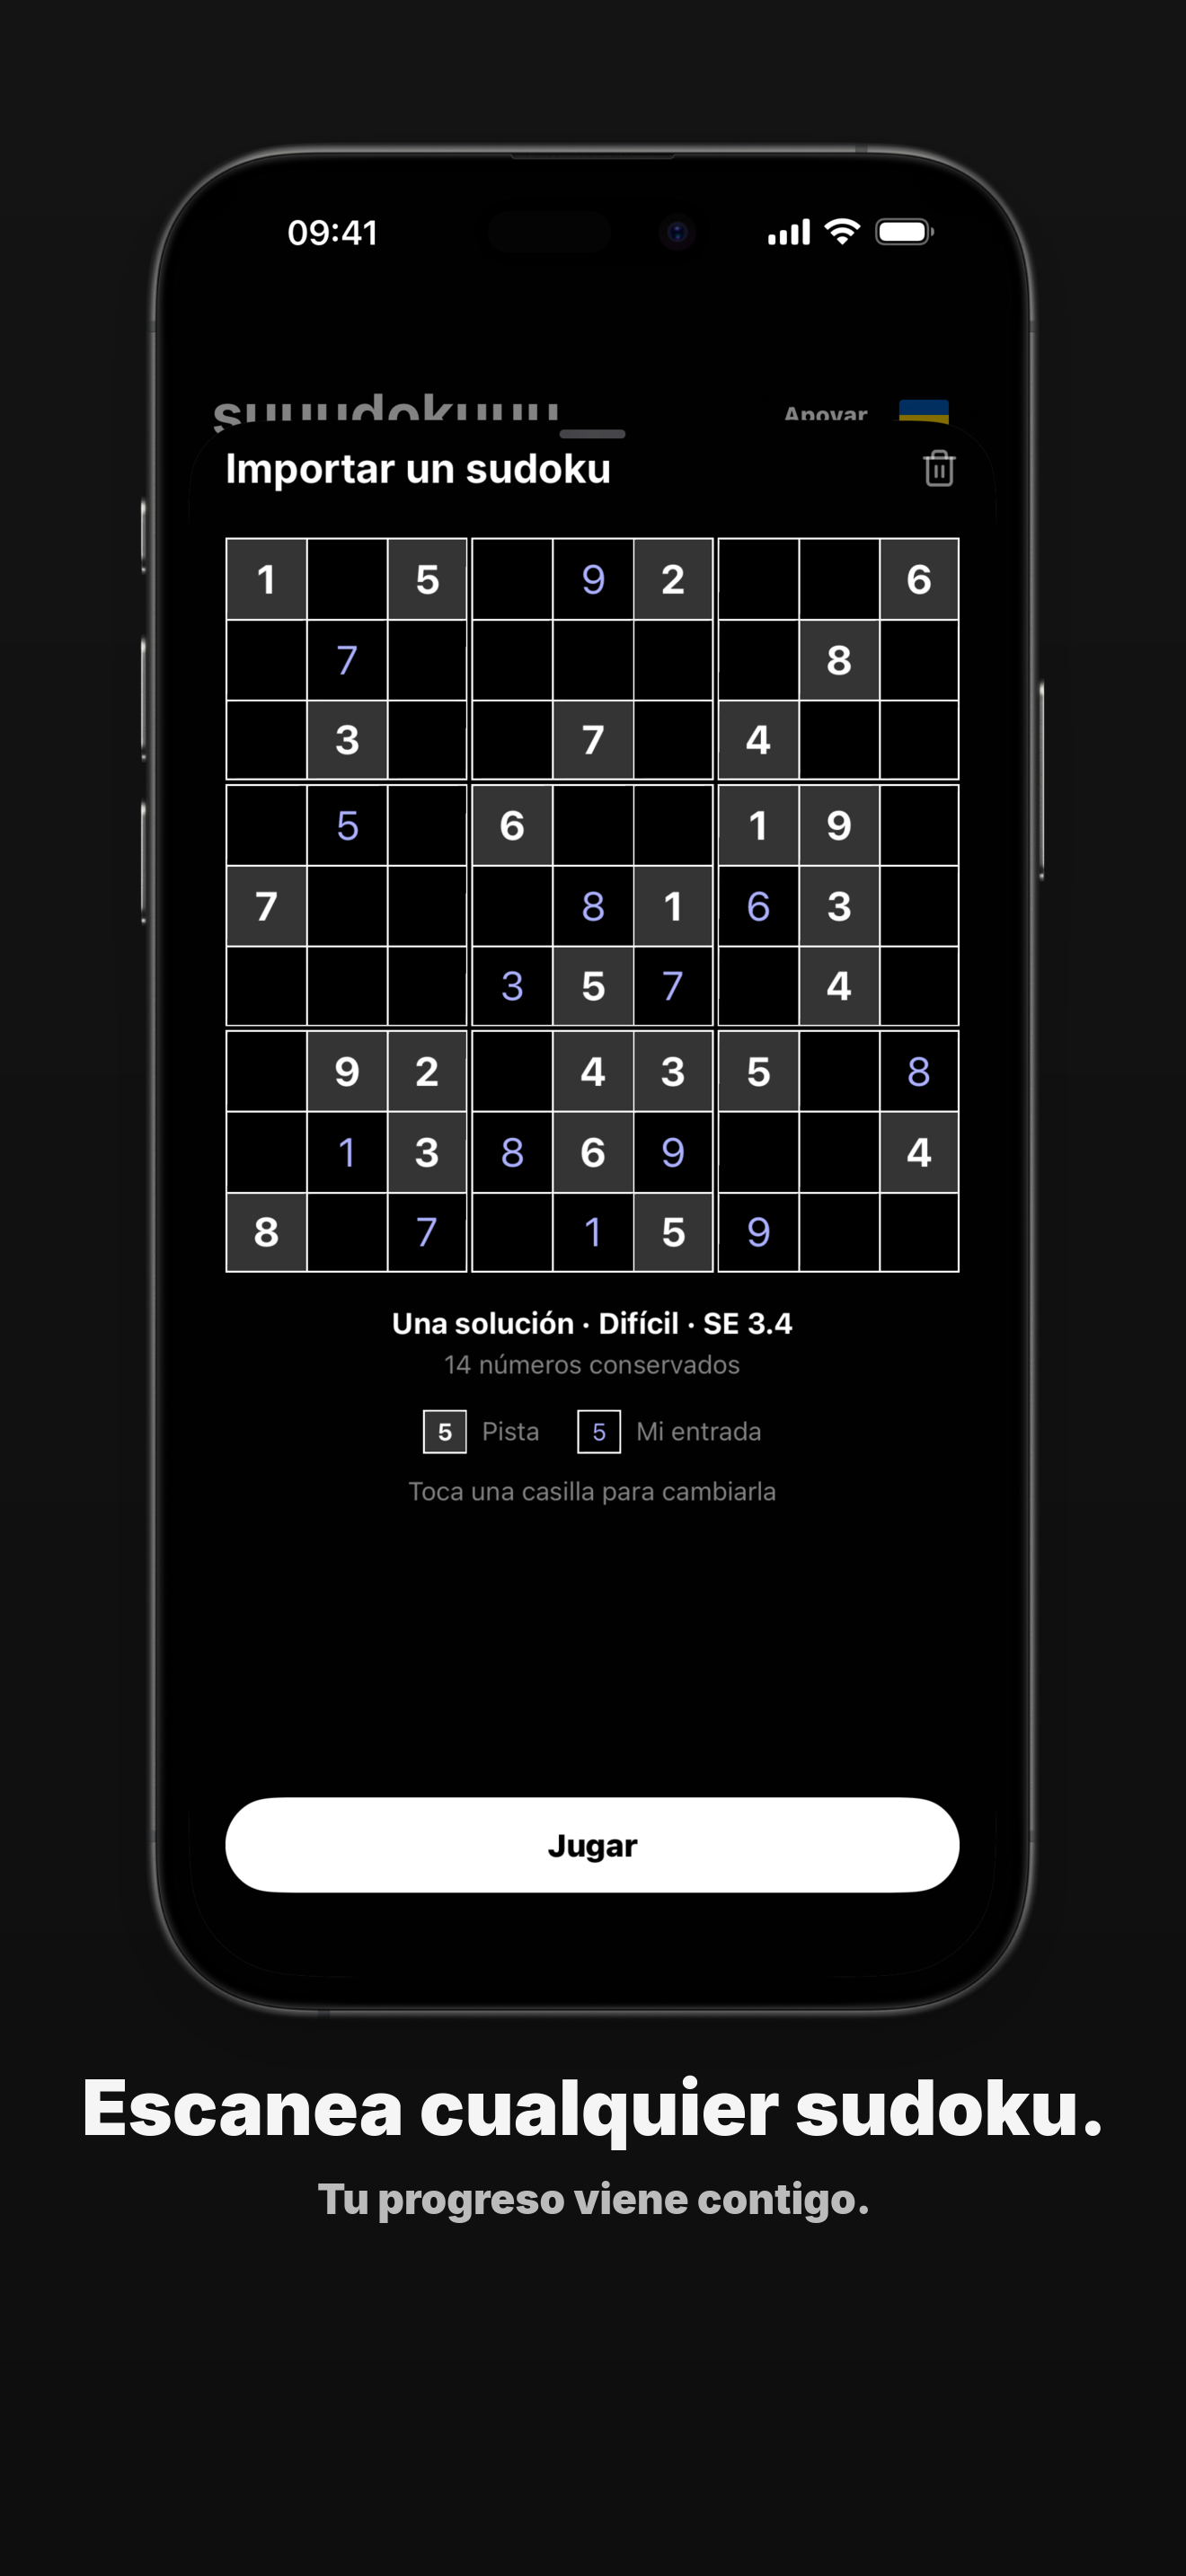 09:41
suuudokuuu Apoyar
Importar un sudoku
1 5 9 2 6
7 8
3 7 4
5 6 1 9
7 8 1 6 3
3 5 7 4
9 2 4 3 5 8
1 3 8 6 9 4
8 7 1 5 9
Una solución · Difícil · SE 3.4
14 números conservados
5 Pista 5 Mi entrada
Toca una casilla para cambiarla
Jugar
Escanea cualquier sudoku.
Tu progreso viene contigo.